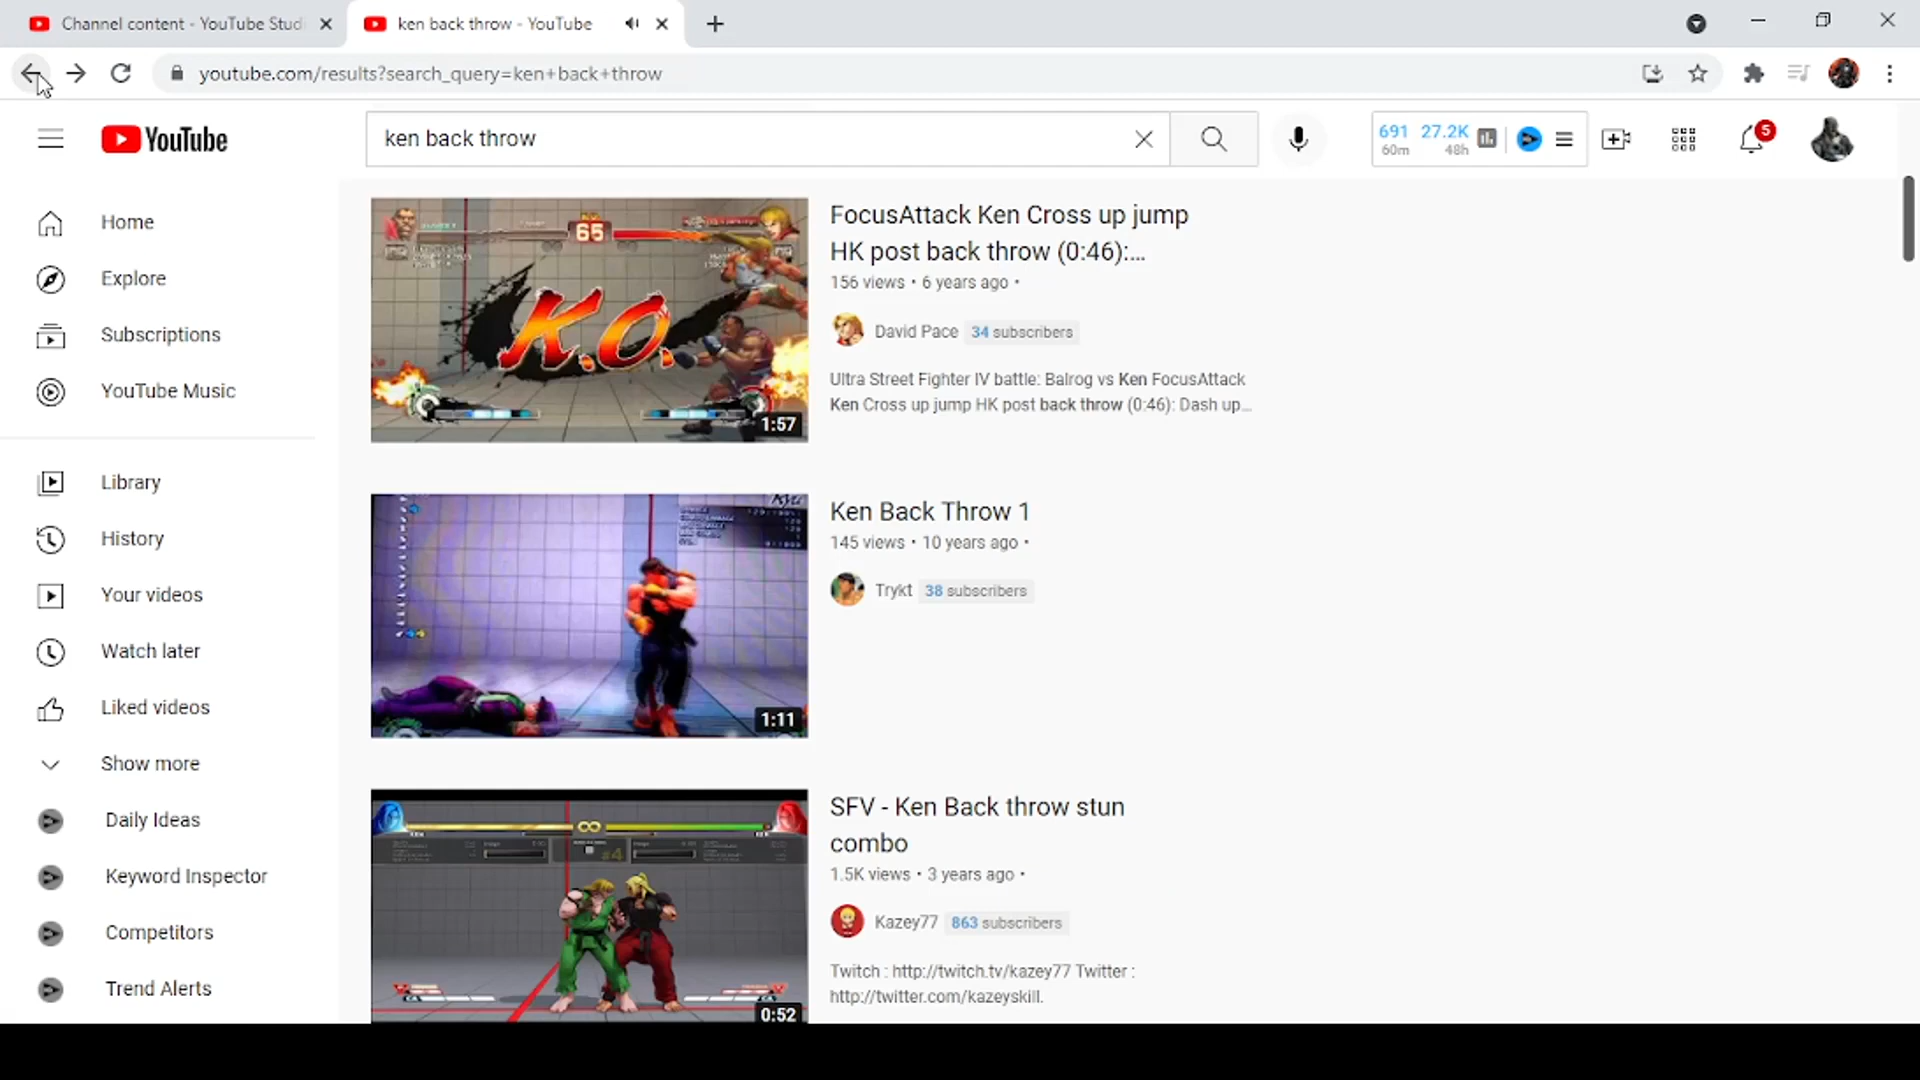 Channel content - YouTube Stud
ken back throw - YouTube
youtube.com/results?search_query=ken+back+throw
YouTube
ken back throw
691 27.2K
60m 48h
5
Home
Explore
Subscriptions
YouTube Music
Library
History
Your videos
Watch later
Liked videos
Show more
Daily Ideas
Keyword Inspector
Competitors
Trend Alerts
65
K.O.
1:57
FocusAttack Ken Cross up jump
HK post back throw (0:46):...
156 views • 6 years ago •
David Pace 34 subscribers
Ultra Street Fighter IV battle: Balrog vs Ken FocusAttack
Ken Cross up jump HK post back throw (0:46): Dash up...
Ryu
1:11
Ken Back Throw 1
145 views • 10 years ago •
Trykt 38 subscribers
#4
0:52
SFV - Ken Back throw stun
combo
1.5K views • 3 years ago •
Kazey77 863 subscribers
Twitch : http://twitch.tv/kazey77 Twitter :
http://twitter.com/kazeyskill.